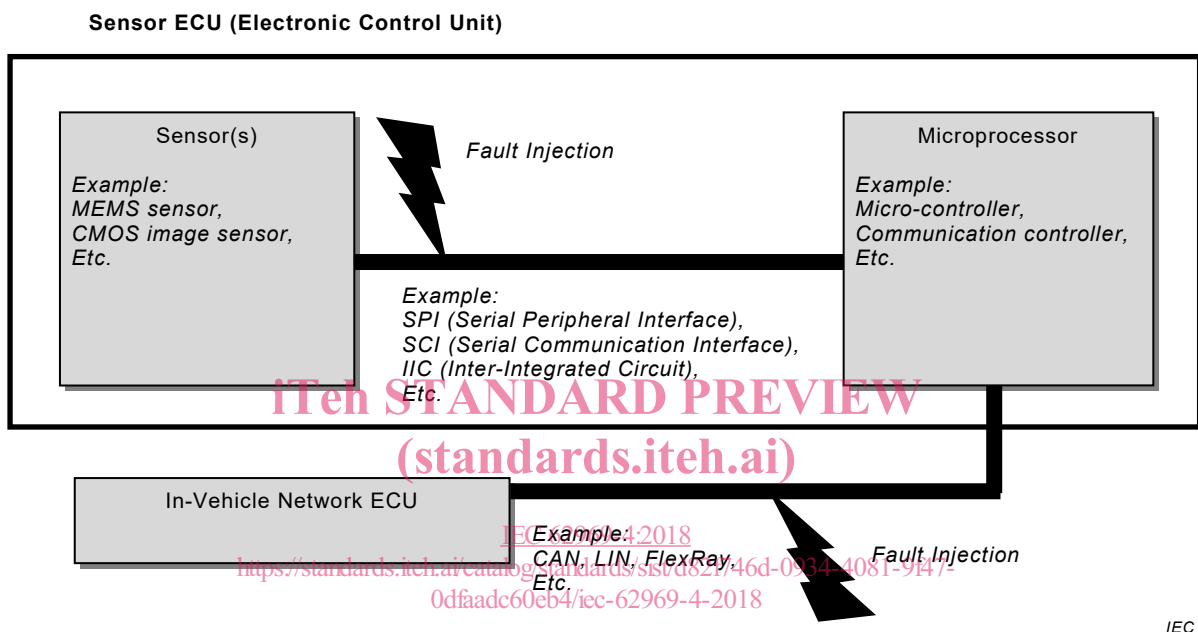 Sensor ECU (Electronic Control Unit)
Sensor(s)
Example:
MEMS sensor,
CMOS image sensor,
Etc.
Fault Injection
Microprocessor
Example:
Micro-controller,
Communication controller,
Etc.
Example:
SPI (Serial Peripheral Interface),
SCI (Serial Communication Interface),
IIC (Inter-Integrated Circuit),
Etc.
iTeh STANDARD PREVIEW
(standards.iteh.ai)
In-Vehicle Network ECU
IEC 62969-4:2018
Example:
CAN, LIN, FlexRay,
Etc.
Fault Injection
https://standards.iteh.ai/catalog/standards/sist/d82f746d-0934-4081-9f47-
0dfaadc60eb4/iec-62969-4-2018
IEC